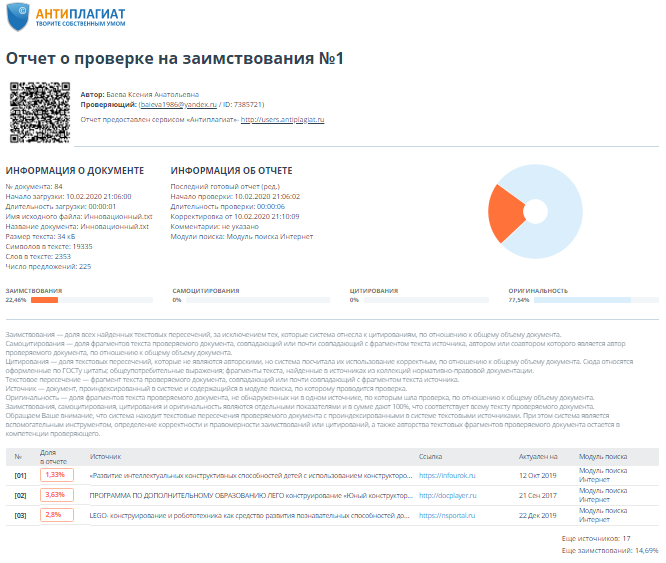 АНТИПЛАГИАТ
ТВОРИТЕ СОБСТВЕННЫМ УМОМ
Отчет о проверке на заимствования №1
Автор: Баева Ксения Анатольевна
Проверяющий: (baieva1986@yandex.ru / ID: 7385721)
Отчет предоставлен сервисом «Антиплагиат»- http://users.antiplagiat.ru
ИНФОРМАЦИЯ О ДОКУМЕНТЕ
№ документа: 84
Начало загрузки: 10.02.2020 21:06:00
Длительность загрузки: 00:00:01
Имя исходного файла: Инновационный.txt
Название документа: Инновационный.txt
Размер текста: 34 кБ
Символов в тексте: 19335
Слов в тексте: 2353
Число предложений: 225
ИНФОРМАЦИЯ ОБ ОТЧЕТЕ
Последний готовый отчет (ред.)
Начало проверки: 10.02.2020 21:06:02
Длительность проверки: 00:00:06
Корректировка от 10.02.2020 21:10:09
Комментарии: не указано
Модули поиска: Модуль поиска Интернет
ЗАИМСТВОВАНИЯ
22,46%
САМОЦИТИРОВАНИЯ
0%
ЦИТИРОВАНИЯ
0%
ОРИГИНАЛЬНОСТЬ
77,54%
Заимствования — доля всех найденных текстовых пересечений, за исключением тех, которые система отнесла к цитированиям, по отношению к общему объему документа.
Самоцитирования — доля фрагментов текста проверяемого документа, совпадающий или почти совпадающий с фрагментом текста источника, автором или соавтором которого является автор
проверяемого документа, по отношению к общему объему документа.
Цитирования — доля текстовых пересечений, которые не являются авторскими, но система посчитала их использование корректным, по отношению к общему объему документа. Сюда относятся
оформленные по ГОСТу цитаты; общеупотребительные выражения; фрагменты текста, найденные в источниках из коллекций нормативно-правовой документации.
Текстовое пересечение — фрагмент текста проверяемого документа, совпадающий или почти совпадающий с фрагментом текста источника.
Источник — документ, проиндексированный в системе и содержащийся в модуле поиска, по которому проводится проверка.
Оригинальность — доля фрагментов текста проверяемого документа, не обнаруженных ни в одном источнике, по которым шла проверка, по отношению к общему объему документа.
Заимствования, самоцитирования, цитирования и оригинальность являются отдельными показателями и в сумме дают 100%, что соответствует всему тексту проверяемого документа.
Обращаем Ваше внимание, что система находит текстовые пересечения проверяемого документа с проиндексированными в системе текстовыми источниками. При этом система является
вспомогательным инструментом, определение корректности и правомерности заимствований или цитирований, а также авторства текстовых фрагментов проверяемого документа остается в
компетенции проверяющего.
№ Доля в отчете Источник Ссылка Актуален на Модуль поиска
[01] 1,33% «Развитие интеллектуальных конструктивных способностей детей с использованием конструкторо... https://infourok.ru 12 Окт 2019 Модуль поиска Интернет
[02] 3,63% ПРОГРАММА ПО ДОПОЛНИТЕЛЬНОМУ ОБРАЗОВАНИЮ ЛЕГО конструирование «Юный конструктор... http://docplayer.ru 21 Сен 2017 Модуль поиска Интернет
[03] 2,8% LEGO- конструирование и робототехника как средство развития познавательных способностей до... https://nsportal.ru 22 Дек 2019 Модуль поиска Интернет
Еще источников: 17
Еще заимствований: 14,69%